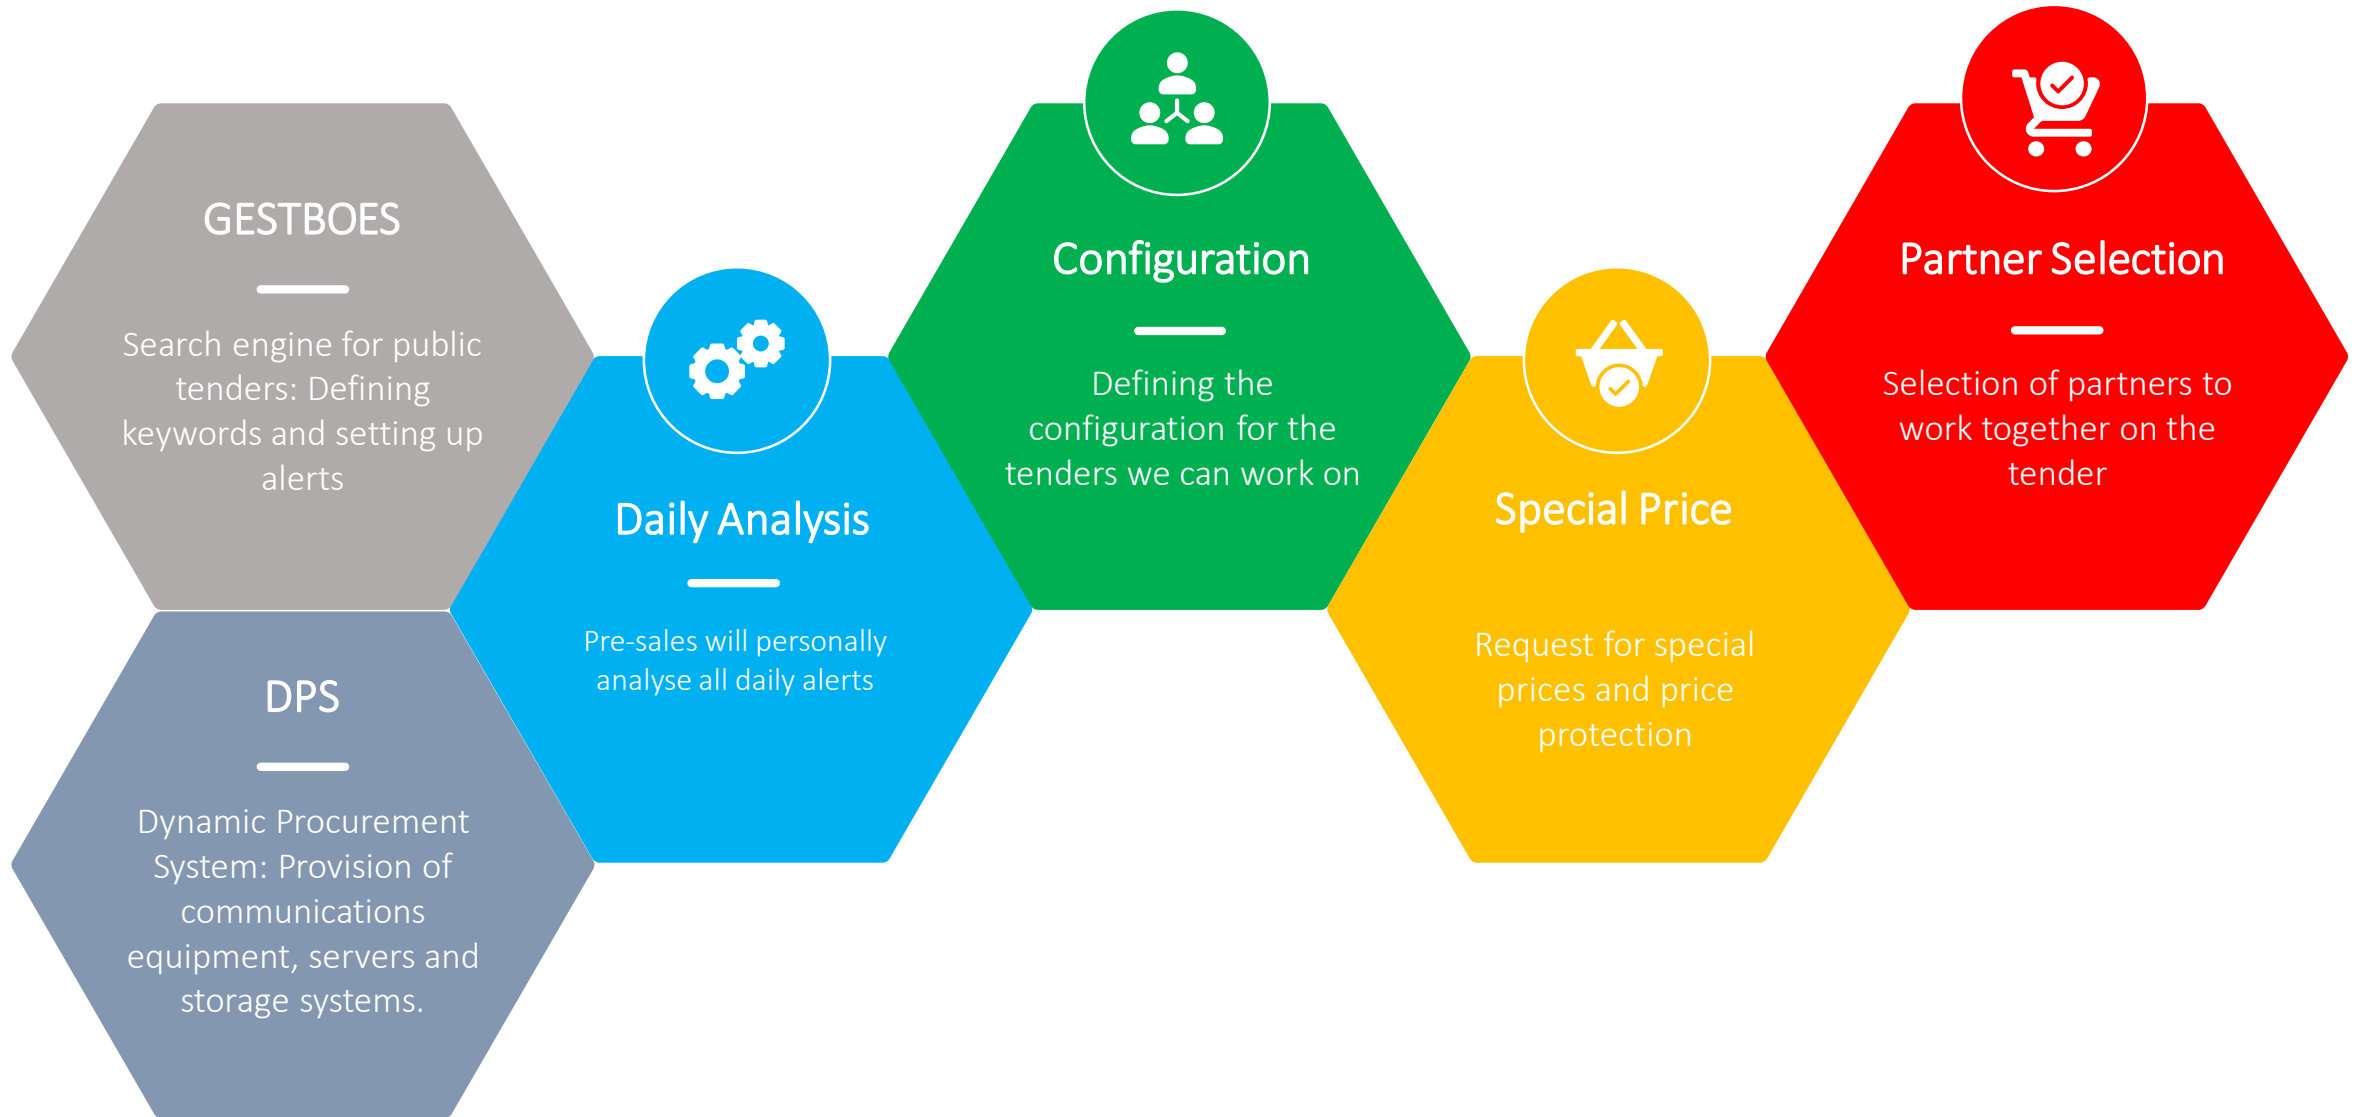 GESTBOES
Search engine for public
tenders: Defining
keywords and setting up
alerts
DPS
Dynamic Procurement
System: Provision of
communications
equipment, servers and
storage systems.
Daily Analysis
Pre-sales will personally
analyse all daily alerts
Configuration
Defining the
configuration for the
tenders we can work on
Special Price
Request for special
prices and price
protection
Partner Selection
Selection of partners to
work together on the
tender